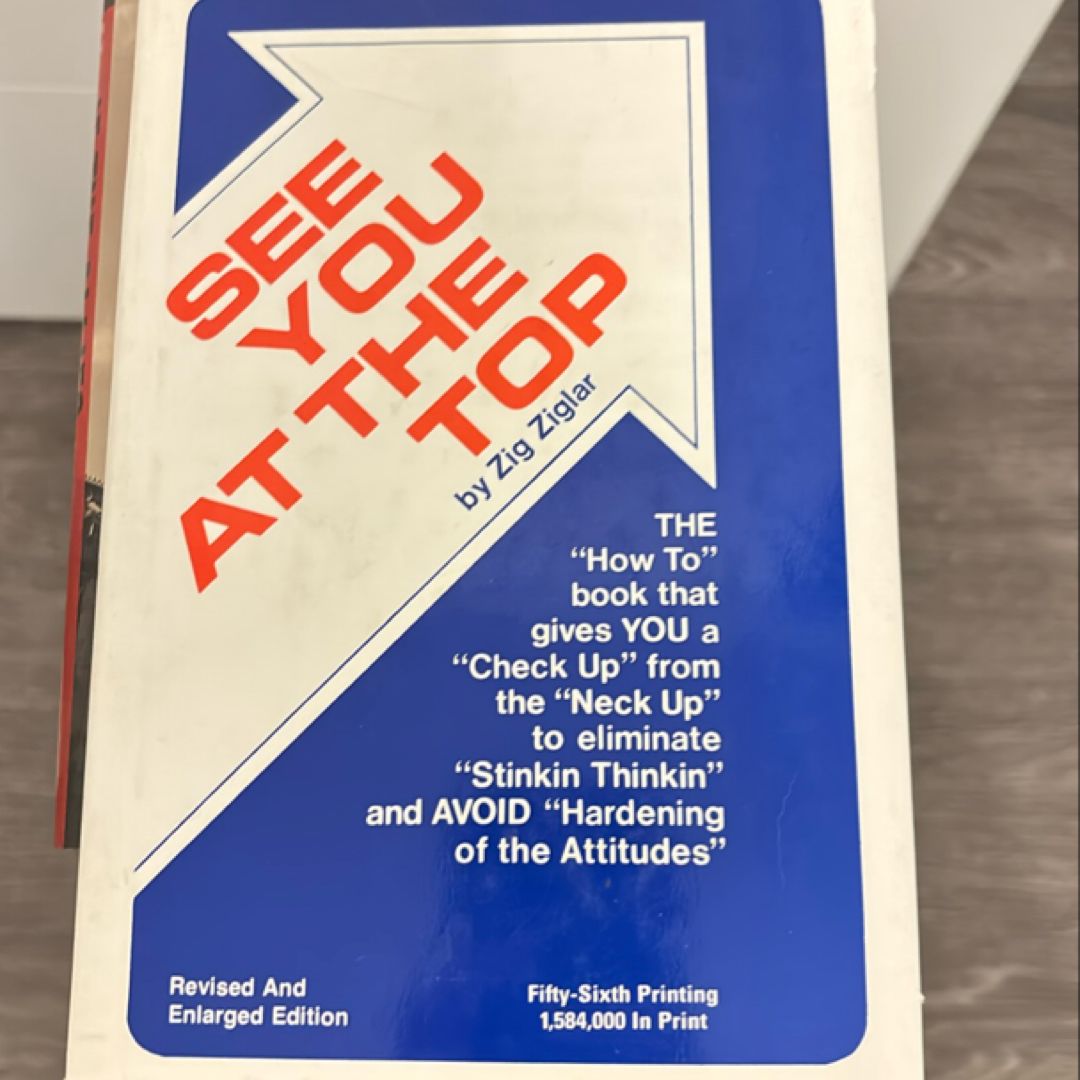 SEE
YOU
AT THE
TOP
by Zig Ziglar
THE
“How To”
book that
gives YOU a
“Check Up” from
the “Neck Up”
to eliminate
“Stinkin Thinkin”
and AVOID “Hardening
of the Attitudes”
Revised And
Enlarged Edition
Fifty-Sixth Printing
1,584,000 In Print